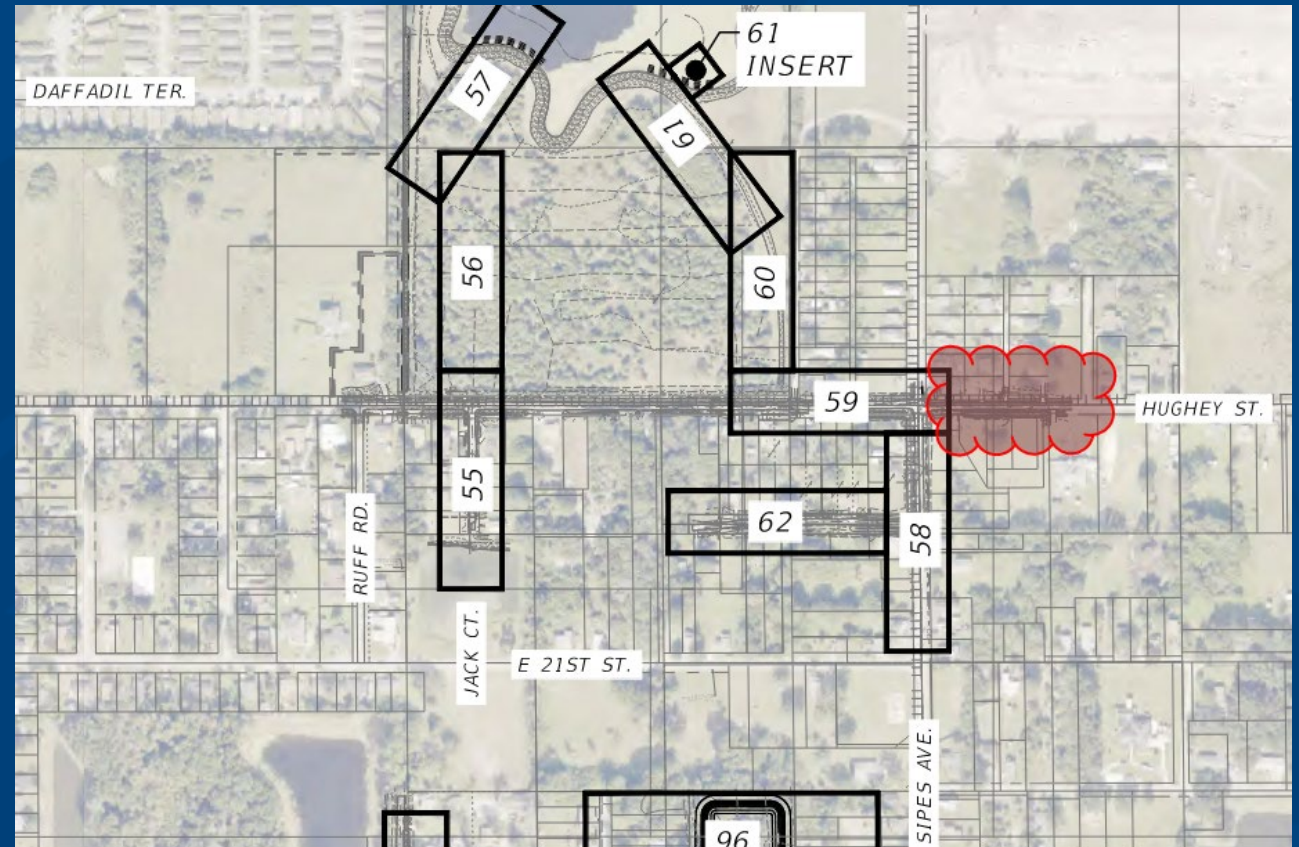 61
INSERT
DAFFADIL TER.
57
61
56
60
59
HUGHEY ST.
55
62
58
RUFF RD.
JACK CT.
E 21ST ST.
SIPES AVE.
96